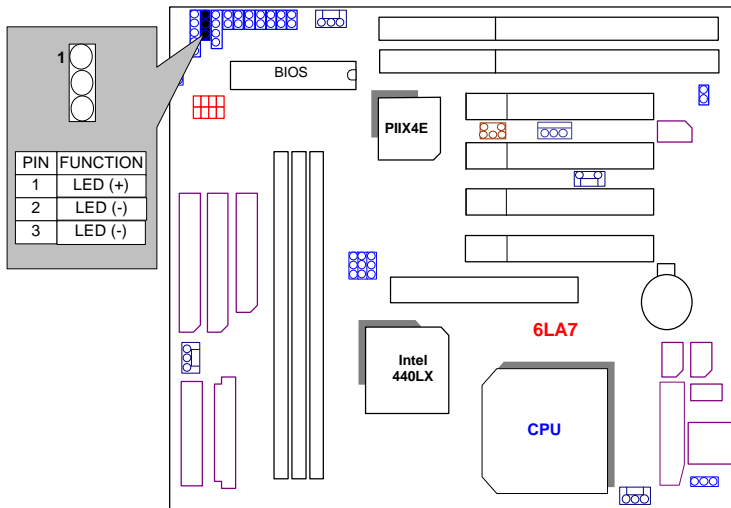 1
PIN FUNCTION
1 LED (+)
2 LED (-)
3 LED (-)
BIOS
PIIX4E
6LA7
Intel
440LX
CPU